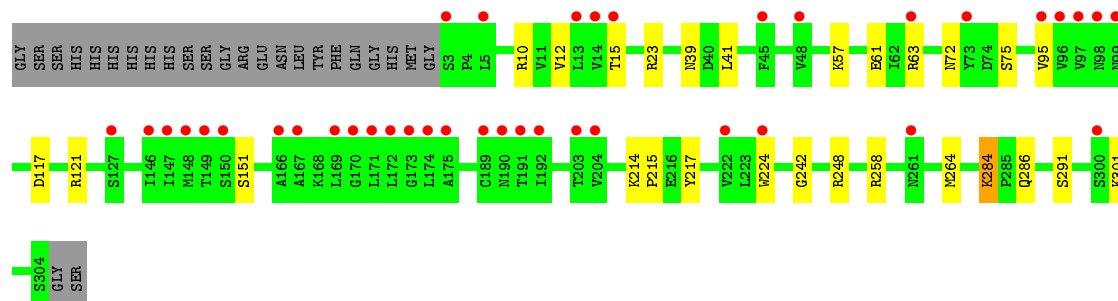 GLY SER SER HIS HIS HIS HIS HIS HIS SER SER GLY ARG GLU ASN LEU TYR PHE GLN GLY HIS MET GLY S3 P4 L5 R10 V11 V12 L13 V14 T15 R23 N39 D40 L41 F45 V48 K57 E61 I62 R63 N72 Y73 D74 S75 V95 V96 V97 N98 N99
D117 R121 S127 I146 I147 M148 T149 S150 S151 A166 A167 K168 L169 G170 L171 L172 G173 L174 A175 C189 N190 T191 I192 T203 V204 K214 P215 E216 Y217 V222 L223 W224 G242 R248 R258 N261 M264 K284 P285 Q286 S291 S300 K301
S304 GLY SER